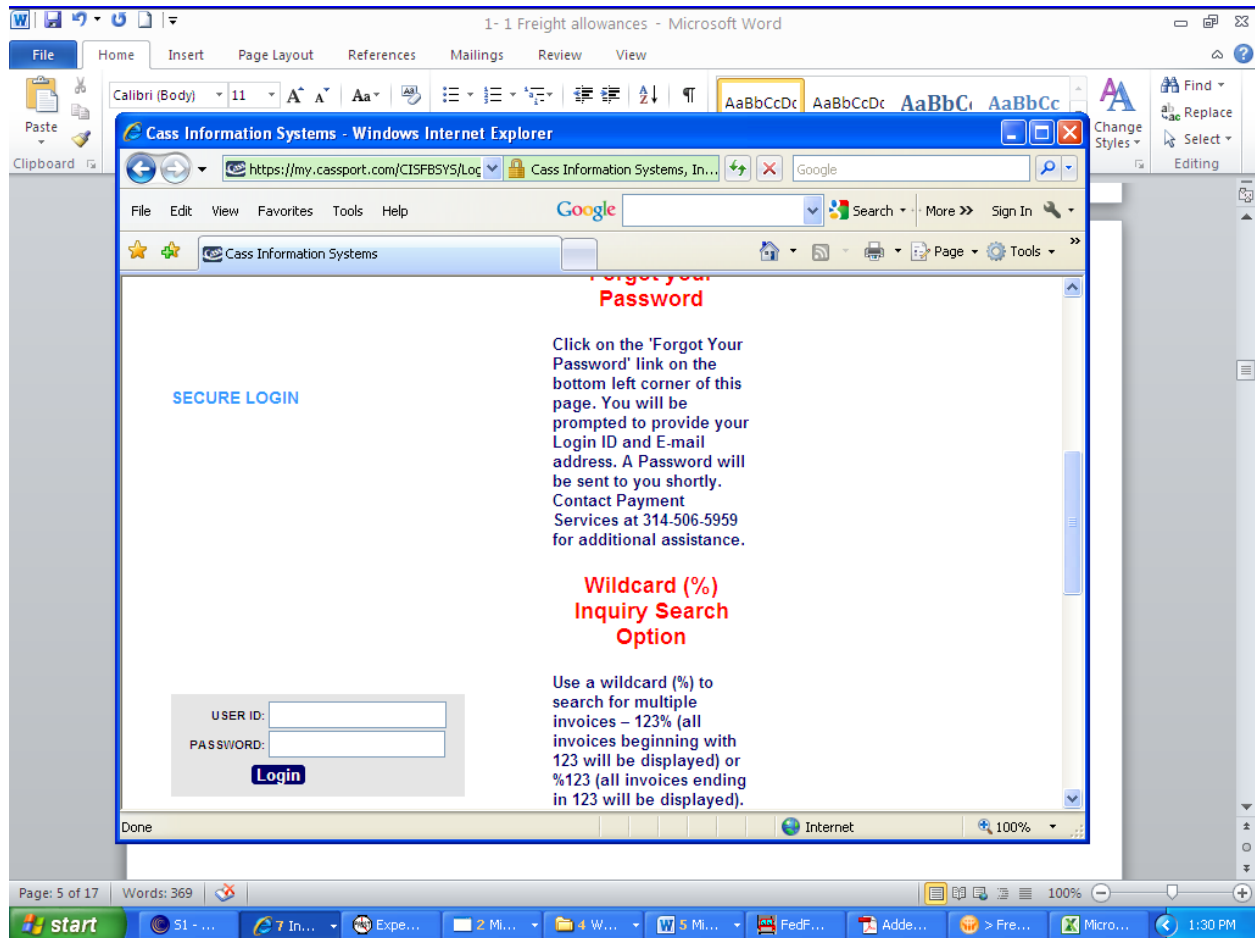 1- 1 Freight allowances - Microsoft Word
File Home Insert Page Layout References Mailings Review View
Calibri (Body) 11 Aa
AaBbCcDc AaBbCcDc AaBbC AaBbCc
Paste
Clipboard
Change Styles
Find
Replace
Select
Editing
Cass Information Systems - Windows Internet Explorer
https://my.cassport.com/CISFBSYS/Log Cass Information Systems, In... Google
File Edit View Favorites Tools Help Google Search More >> Sign In
Cass Information Systems Page Tools
Forgot your
Password
Click on the 'Forgot Your
Password' link on the
bottom left corner of this
page. You will be
prompted to provide your
Login ID and E-mail
address. A Password will
be sent to you shortly.
Contact Payment
Services at 314-506-5959
for additional assistance.
SECURE LOGIN
Wildcard (%)
Inquiry Search
Option
Use a wildcard (%) to
search for multiple
invoices – 123% (all
invoices beginning with
123 will be displayed) or
%123 (all invoices ending
in 123 will be displayed).
USER ID:
PASSWORD:
Login
Done Internet 100%
Page: 5 of 17 Words: 369 100%
start S1 - ... 7 In... Expe... 2 Mi... 4 W... 5 Mi... FedF... Adde... > Fre... Micro... 1:30 PM